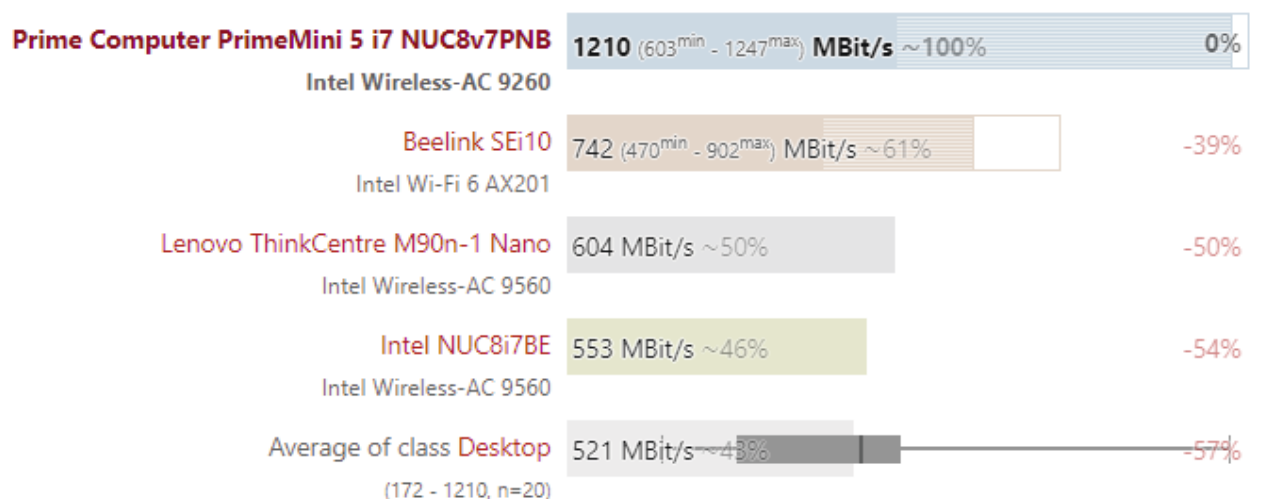 Prime Computer PrimeMini 5 i7 NUC8v7PNB
1210 (603min - 1247max) MBit/s ~100% 0%
Intel Wireless-AC 9260
Beelink SEi10
742 (470min - 902max) MBit/s ~61% -39%
Intel Wi-Fi 6 AX201
Lenovo ThinkCentre M90n-1 Nano
604 MBit/s ~50% -50%
Intel Wireless-AC 9560
Intel NUC8i7BE
553 MBit/s ~46% -54%
Intel Wireless-AC 9560
Average of class Desktop
521 MBit/s ~43% -57%
(172 - 1210, n=20)